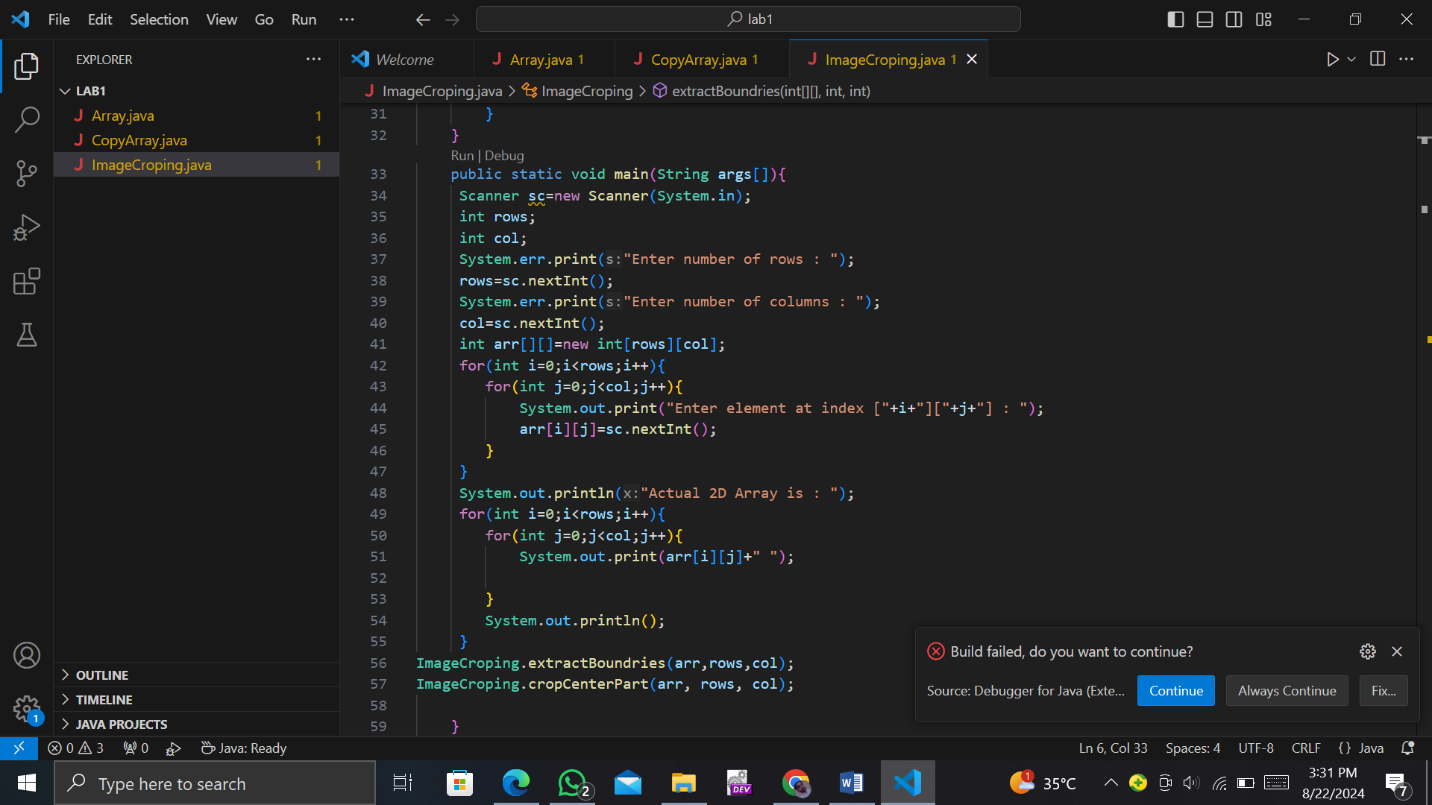 File Edit Selection View Go Run ··· lab1
EXPLORER ···
Welcome Array.java 1 CopyArray.java 1 ImageCroping.java 1
LAB1
ImageCroping.java > ImageCroping > extractBoundries(int[][], int, int)
Array.java 1
CopyArray.java 1
ImageCroping.java 1
31 }
32 }
Run | Debug
33 public static void main(String args[]){
34 Scanner sc=new Scanner(System.in);
35 int rows;
36 int col;
37 System.err.print(s:"Enter number of rows : ");
38 rows=sc.nextInt();
39 System.err.print(s:"Enter number of columns : ");
40 col=sc.nextInt();
41 int arr[][]=new int[rows][col];
42 for(int i=0;i<rows;i++){
43 for(int j=0;j<col;j++){
44 System.out.print("Enter element at index ["+i+"]["+j+"] : ");
45 arr[i][j]=sc.nextInt();
46 }
47 }
48 System.out.println(x:"Actual 2D Array is : ");
49 for(int i=0;i<rows;i++){
50 for(int j=0;j<col;j++){
51 System.out.print(arr[i][j]+" ");
52
53 }
54 System.out.println();
55 }
56 ImageCroping.extractBoundries(arr,rows,col);
57 ImageCroping.cropCenterPart(arr, rows, col);
58
59 }
OUTLINE
TIMELINE
JAVA PROJECTS
Build failed, do you want to continue?
Source: Debugger for Java (Exte... Continue Always Continue Fix...
1
0 3 0 Java: Ready Ln 6, Col 33 Spaces: 4 UTF-8 CRLF {} Java
Type here to search 2 DEV 1 35°C 3:31 PM
8/22/2024 7